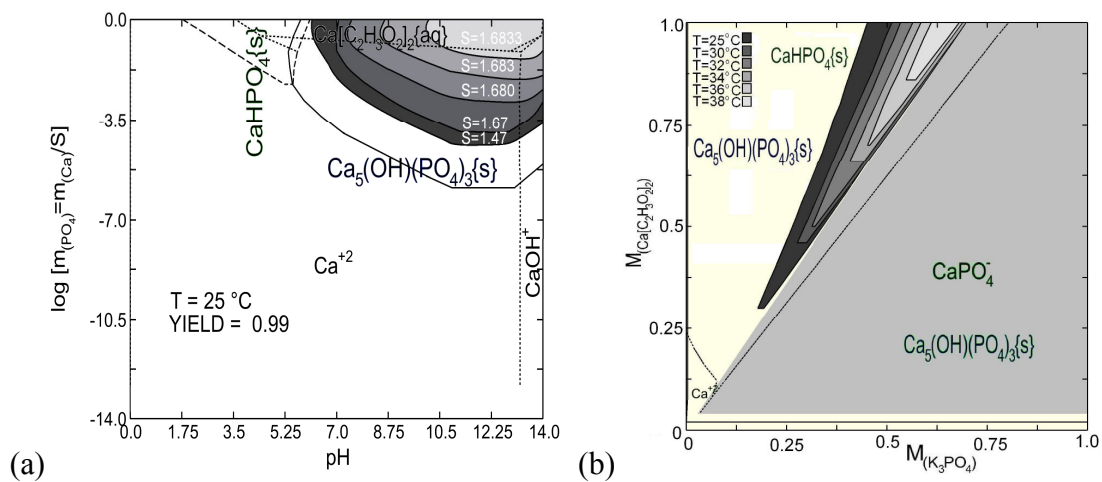 0.0
-3.5
-7.0
-10.5
-14.0
log [m(PO4)=m(Ca)/S]
0.0 1.75 3.5 5.25 7.0 8.75 10.5 12.25 14.0
pH
CaHPO4{s}
Ca[C2H3O2]2{aq}
S=1.6833
S=1.683
S=1.680
S=1.67
S=1.47
Ca5(OH)(PO4)3{s}
Ca+2
CaOH+
T = 25 °C
YIELD = 0.99
(a)
1.0
0.75
0.5
0.25
0
M(Ca[C2H3O2]2)
T=25°C
T=30°C
T=32°C
T=34°C
T=36°C
T=38°C
CaHPO4{s}
Ca5(OH)(PO4)3{s}
CaPO4-
Ca5(OH)(PO4)3{s}
Ca+2
0 0.25 0.5 0.75 1.0
M(K3PO4)
(b)